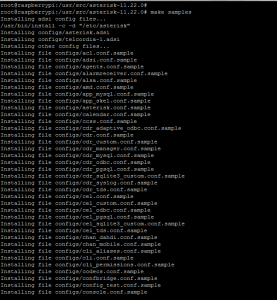 root@raspberrypi:/usr/src/asterisk-11.22.0#
root@raspberrypi:/usr/src/asterisk-11.22.0# make samples
Installing adsi config files...
/usr/bin/install -c -d "/etc/asterisk"
Installing configs/asterisk.adsi
Installing configs/telcordia-1.adsi
Installing other config files...
Installing file configs/acl.conf.sample
Installing file configs/adsi.conf.sample
Installing file configs/agents.conf.sample
Installing file configs/alarmreceiver.conf.sample
Installing file configs/alsa.conf.sample
Installing file configs/amd.conf.sample
Installing file configs/app_mysql.conf.sample
Installing file configs/app_skel.conf.sample
Installing file configs/asterisk.conf.sample
Installing file configs/calendar.conf.sample
Installing file configs/ccss.conf.sample
Installing file configs/cdr_adaptive_odbc.conf.sample
Installing file configs/cdr.conf.sample
Installing file configs/cdr_custom.conf.sample
Installing file configs/cdr_manager.conf.sample
Installing file configs/cdr_mysql.conf.sample
Installing file configs/cdr_odbc.conf.sample
Installing file configs/cdr_pgsql.conf.sample
Installing file configs/cdr_sqlite3_custom.conf.sample
Installing file configs/cdr_syslog.conf.sample
Installing file configs/cdr_tds.conf.sample
Installing file configs/cel.conf.sample
Installing file configs/cel_custom.conf.sample
Installing file configs/cel_odbc.conf.sample
Installing file configs/cel_pgsql.conf.sample
Installing file configs/cel_sqlite3_custom.conf.sample
Installing file configs/cel_tds.conf.sample
Installing file configs/chan_dahdi.conf.sample
Installing file configs/chan_mobile.conf.sample
Installing file configs/cli_aliases.conf.sample
Installing file configs/cli.conf.sample
Installing file configs/cli_permissions.conf.sample
Installing file configs/codecs.conf.sample
Installing file configs/confbridge.conf.sample
Installing file configs/config_test.conf.sample
Installing file configs/console.conf.sample